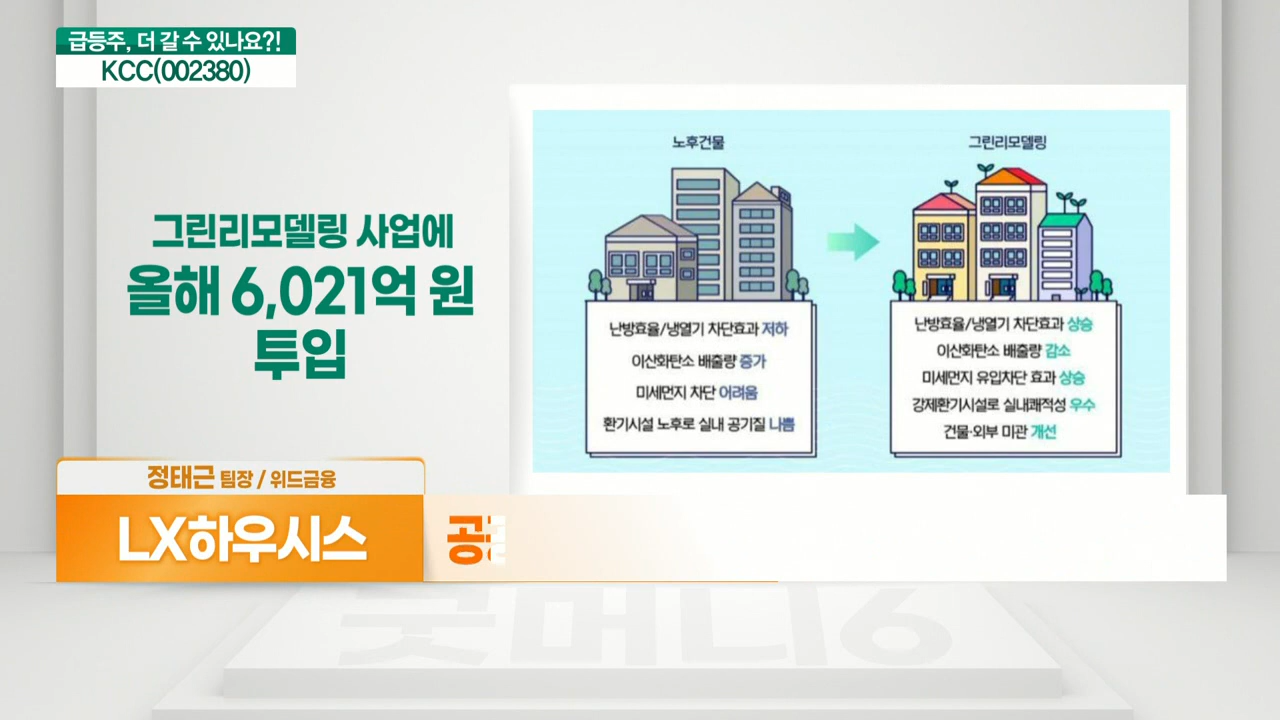 급등주, 더 갈 수 있나요?!
KCC(002380)
그린리모델링 사업에
올해 6,021억 원
투입
노후건물
난방효율/냉열기 차단효과 저하
이산화탄소 배출량 증가
미세먼지 차단 어려움
환기시설 노후로 실내 공기질 나쁨
그린리모델링
난방효율/냉열기 차단효과 상승
이산화탄소 배출량 감소
미세먼지 유입차단 효과 상승
강제환기시설로 실내쾌적성 우수
건물·외부 미관 개선
정태근 팀장 / 위드금융
LX하우시스
굿머니6